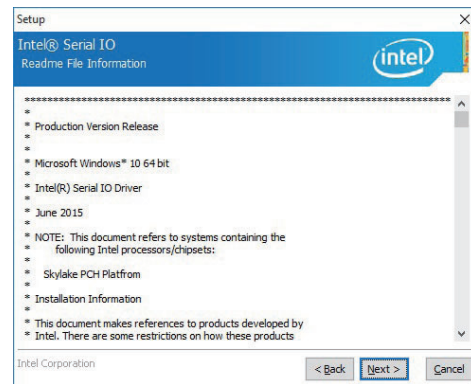 Setup
Intel® Serial IO
Readme File Information
intel
********************************************************************************
*
* Production Version Release
*
*
* Microsoft Windows* 10 64 bit
*
* Intel(R) Serial IO Driver
*
* June 2015
*
* NOTE: This document refers to systems containing the
* following Intel processors/chipsets:
*
* Skylake PCH Platfrom
*
* Installation Information
*
* This document makes references to products developed by
* Intel. There are some restrictions on how these products
Intel Corporation
< Back
Next >
Cancel